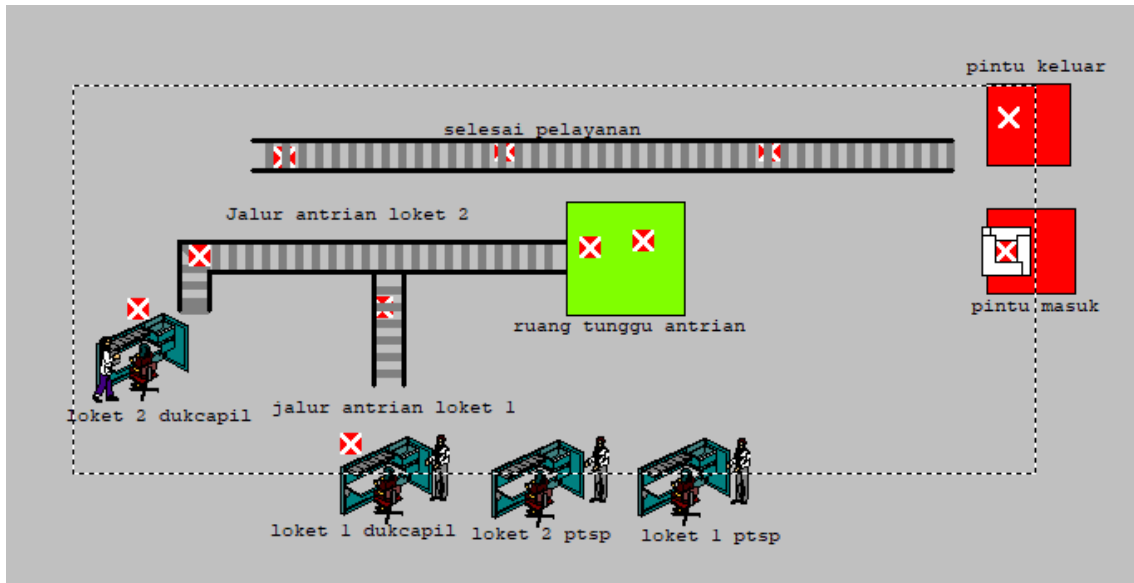 pintu keluar
selesai pelayanan
Jalur antrian loket 2
pintu masuk
ruang tunggu antrian
loket 2 dukcapil
jalur antrian loket 1
loket 1 dukcapil
loket 2 ptsp
loket 1 ptsp